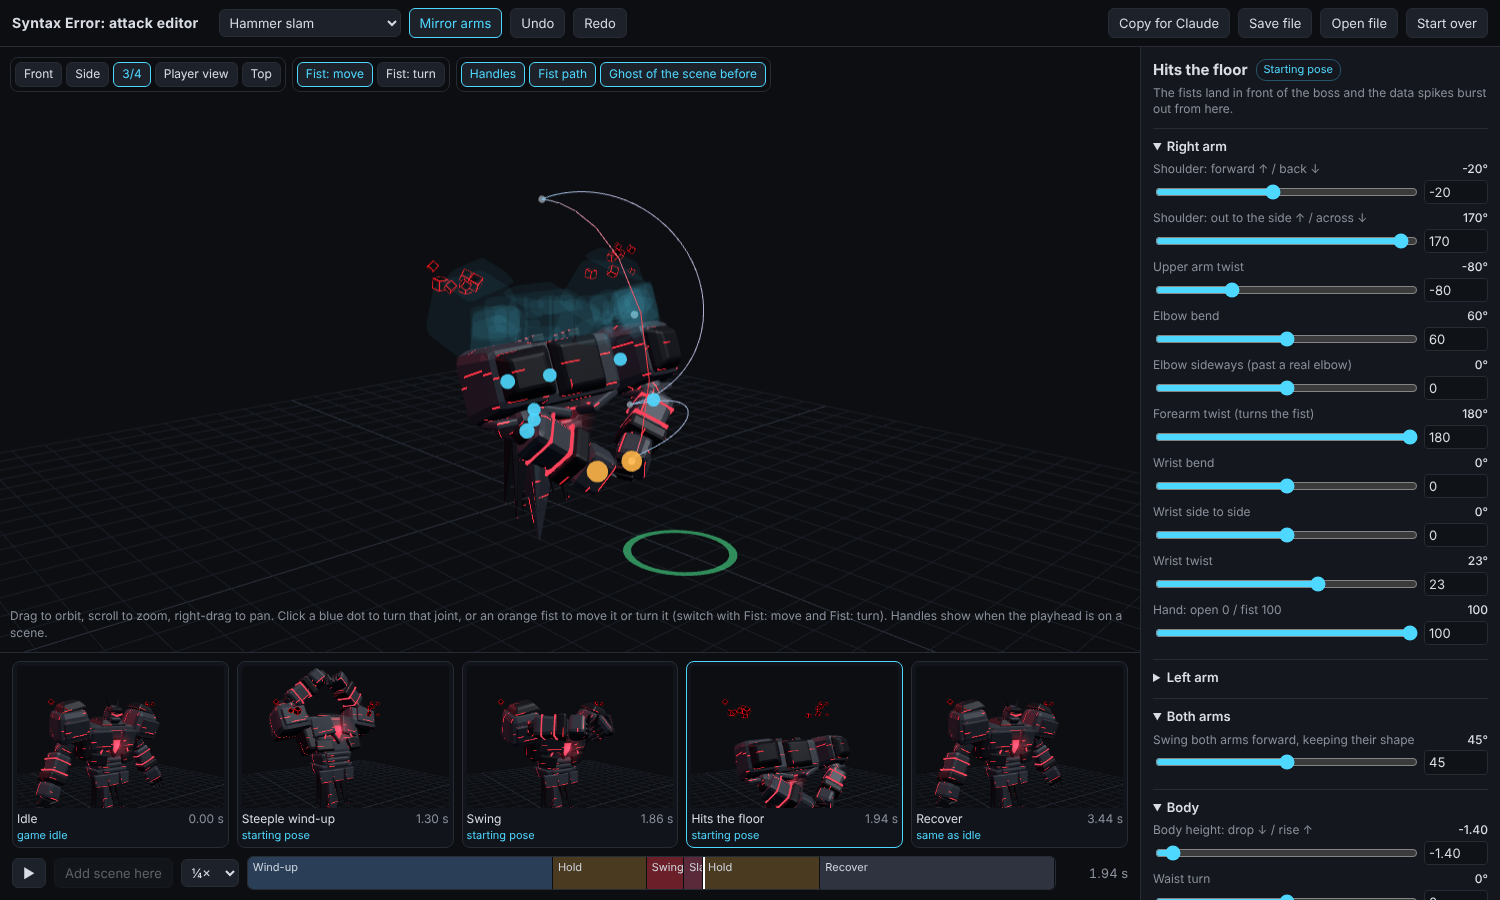 Syntax Error: attack editor
Hammer slam
Mirror arms
Undo
Redo
Copy for Claude
Save file
Open file
Start over
Front
Side
3/4
Player view
Top
Fist: move
Fist: turn
Handles
Fist path
Ghost of the scene before
Drag to orbit, scroll to zoom, right-drag to pan. Click a blue dot to turn that joint, or an orange fist to move it or turn it (switch with Fist: move and Fist: turn). Handles show when the playhead is on a
scene.
Idle
0.00 s
game idle
Steeple wind-up
1.30 s
starting pose
Swing
1.86 s
starting pose
Hits the floor
1.94 s
starting pose
Recover
3.44 s
same as idle
Add scene here
¼×
Wind-up
Hold
Swing
Sla
Hold
Recover
1.94 s
Hits the floor
Starting pose
The fists land in front of the boss and the data spikes burst
out from here.
▼ Right arm
Shoulder: forward ↑ / back ↓
-20°
-20
Shoulder: out to the side ↑ / across ↓
170°
170
Upper arm twist
-80°
-80
Elbow bend
60°
60
Elbow sideways (past a real elbow)
0°
0
Forearm twist (turns the fist)
180°
180
Wrist bend
0°
0
Wrist side to side
0°
0
Wrist twist
23°
23
Hand: open 0 / fist 100
100
100
▶ Left arm
▼ Both arms
Swing both arms forward, keeping their shape
45°
45
▼ Body
Body height: drop ↓ / rise ↑
-1.40
-1.40
Waist turn
0°